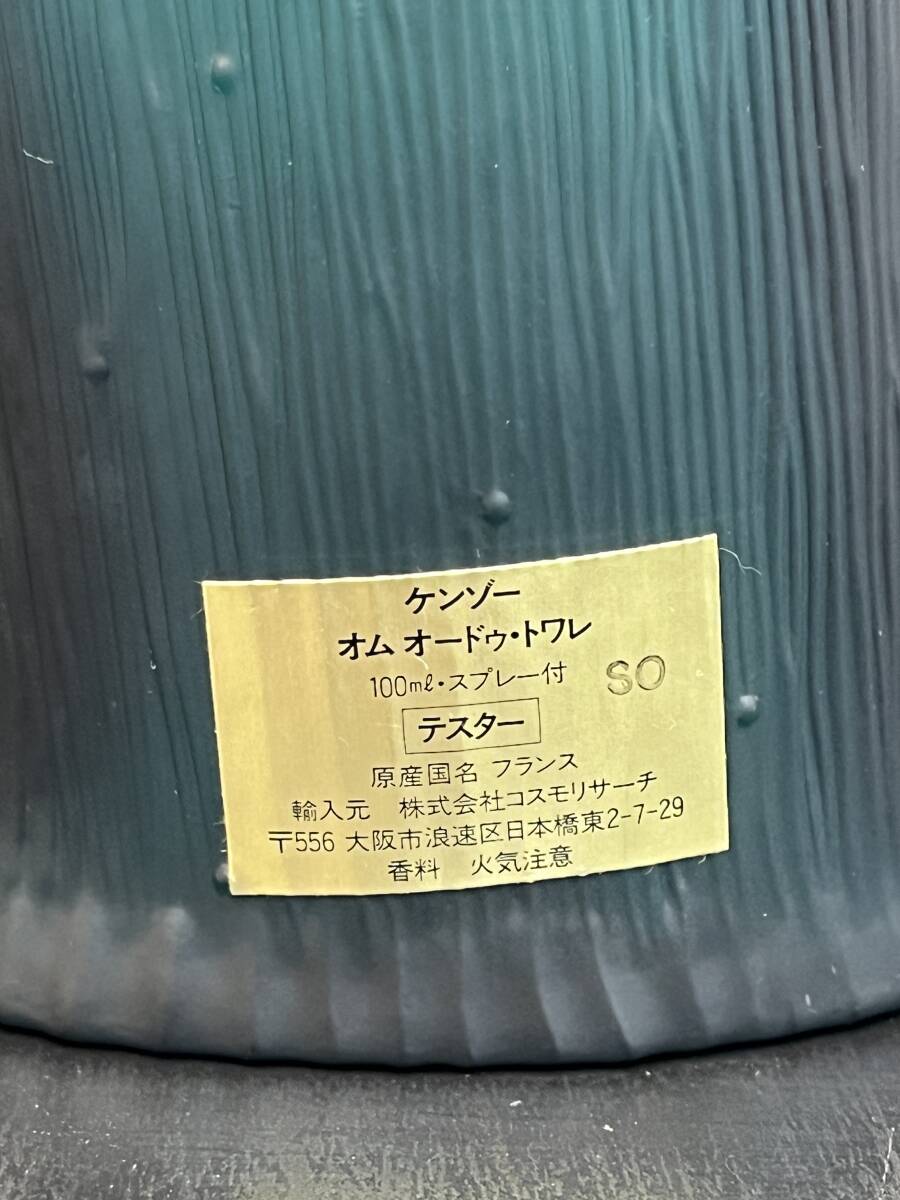 ケンゾー
オム オードゥ・トワレ
100mℓ・スプレー付 SO
テスター
原産国名 フランス
輸入元 株式会社コスモリサーチ
〒556 大阪市浪速区日本橋東2-7-29
香料 火気注意